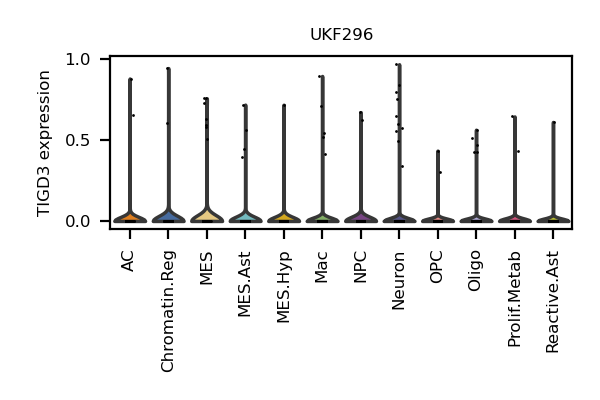 UKF296
TIGD3 expression
1.0
0.5
0.0
AC
Chromatin.Reg
MES
MES.Ast
MES.Hyp
Mac
NPC
Neuron
OPC
Oligo
Prolif.Metab
Reactive.Ast